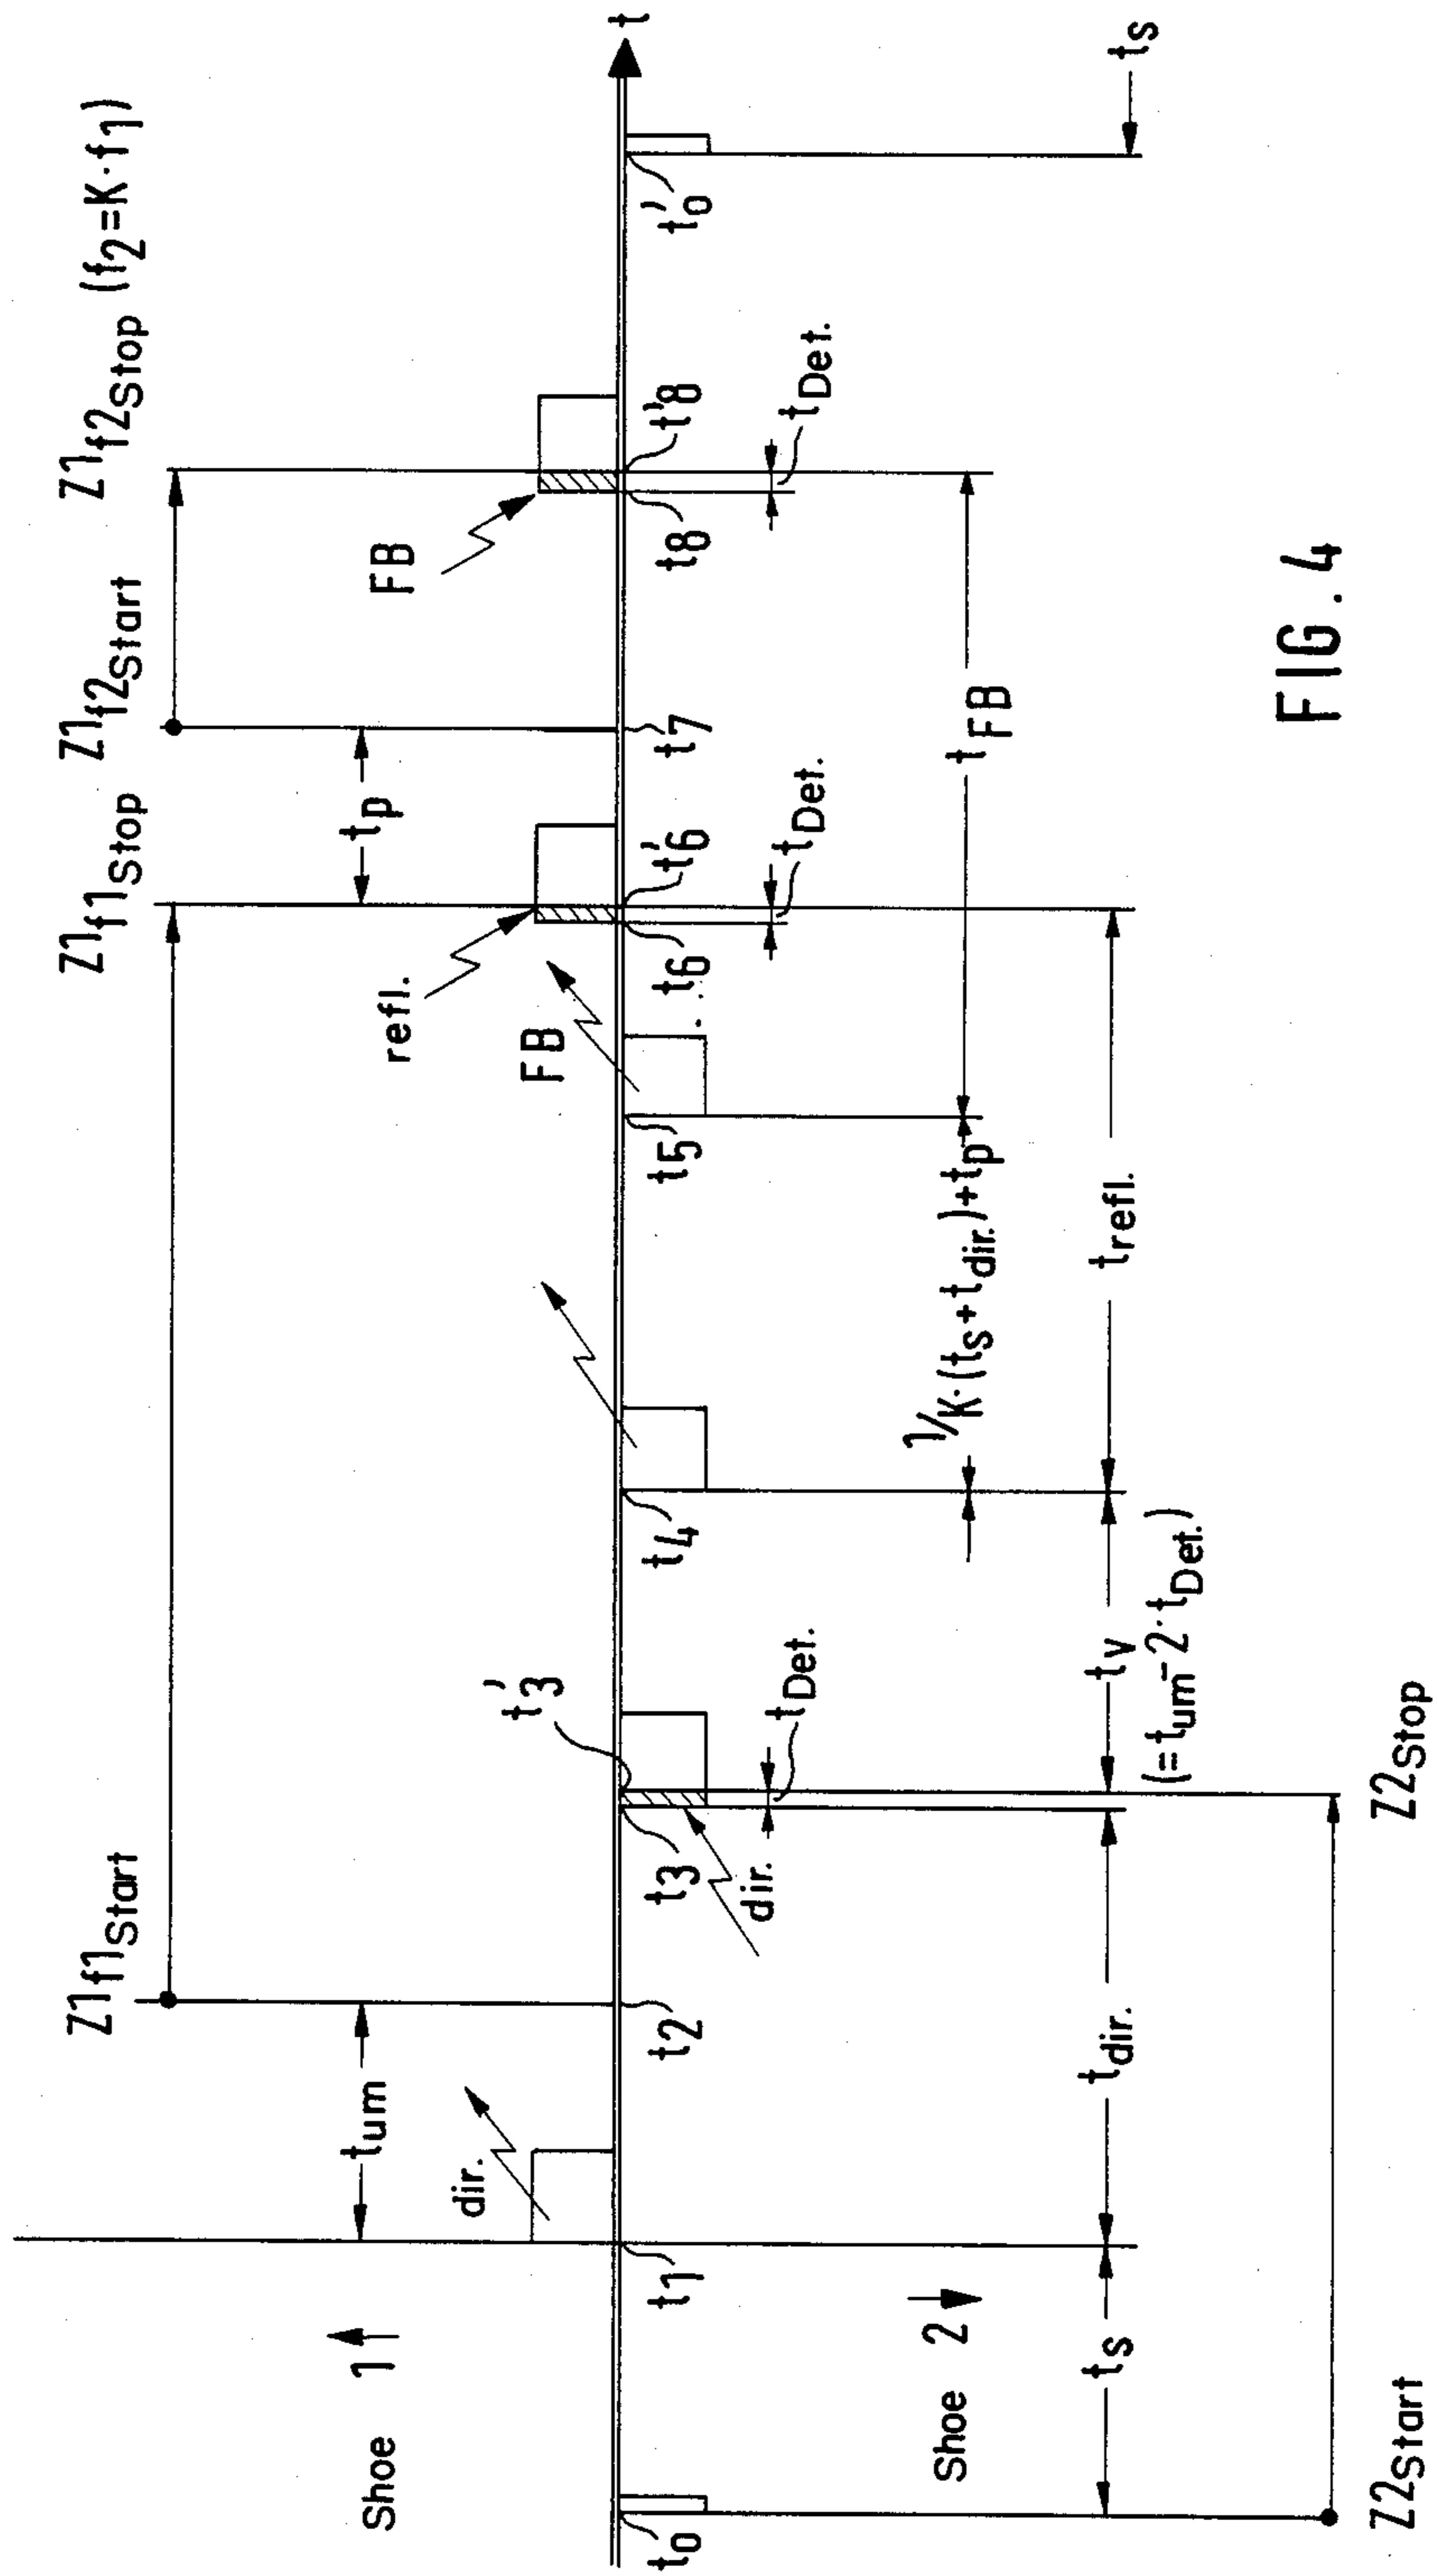 Z1f1Start
Z1f1Stop
Z1f2Start
Z1f2Stop (f2=K·f1)
Shoe 1
tum
tp
dir.
refl.
FB
FB
t
t0
t1
t2
t3
t'3
t4
t5
t6
t'6
t7
t8
t'8
t'0
dir.
tDet.
tDet.
tDet.
Shoe 2
1/K·(ts+tdir.)+tp
tFB
ts
tdir.
tv
(=tum-2·tDet.)
trefl.
ts
Z2Start
Z2Stop
FIG. 4